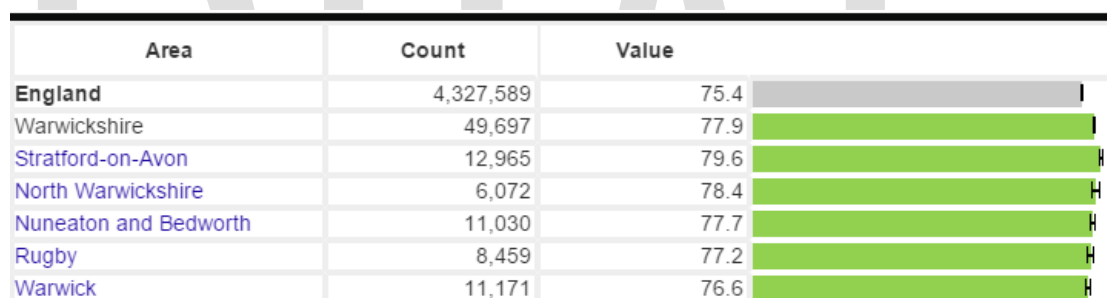 Area Count Value
England 4,327,589 75.4
Warwickshire 49,697 77.9
Stratford-on-Avon 12,965 79.6
North Warwickshire 6,072 78.4
Nuneaton and Bedworth 11,030 77.7
Rugby 8,459 77.2
Warwick 11,171 76.6